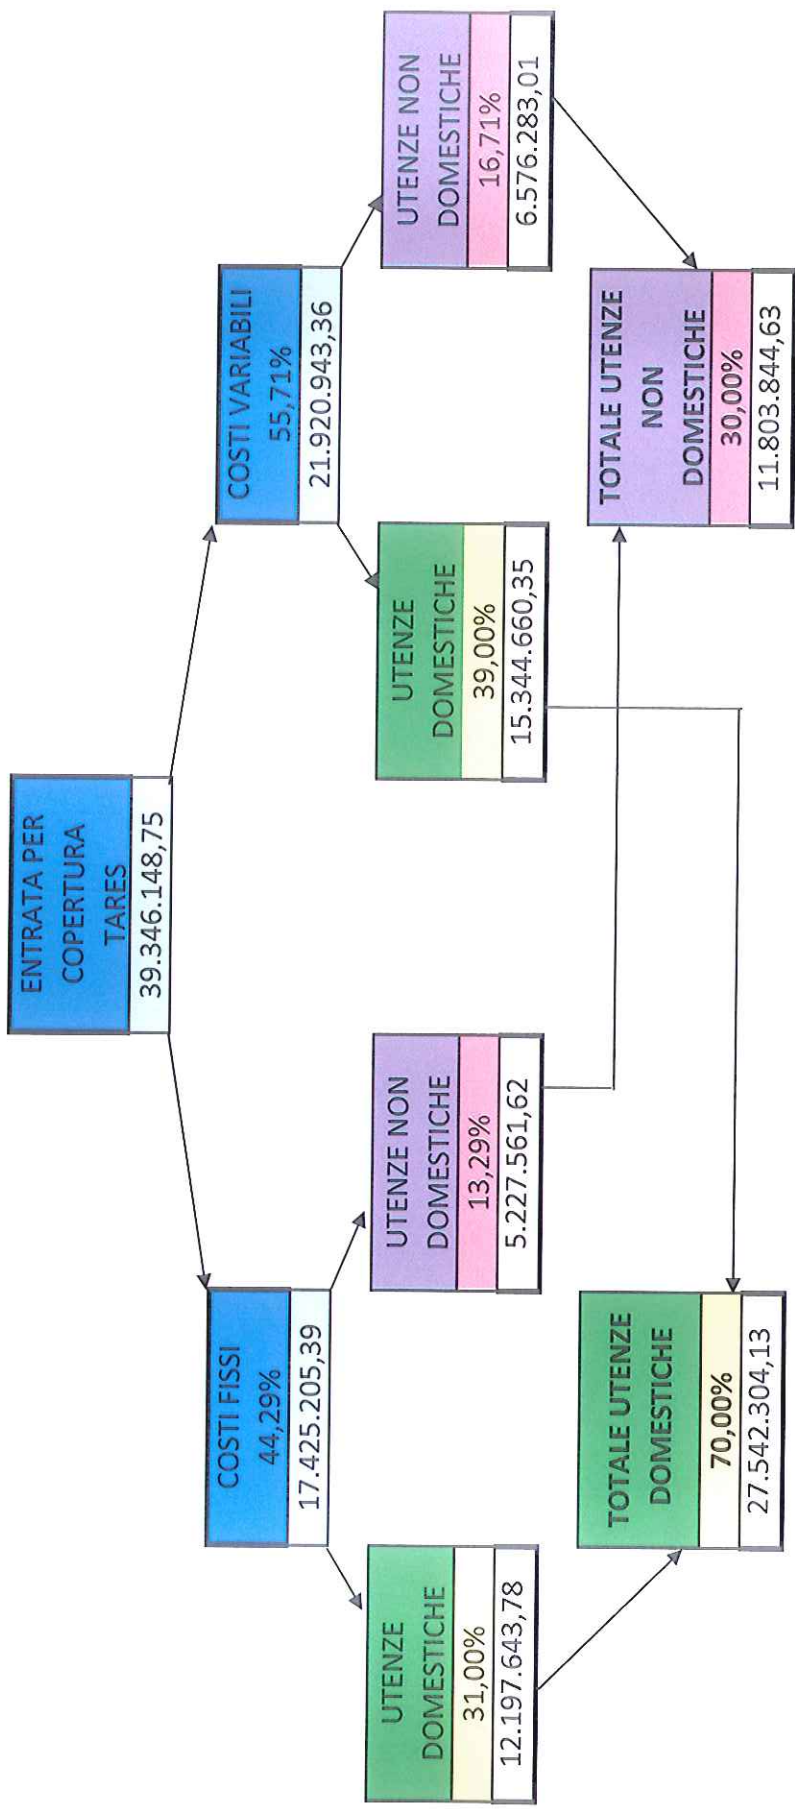 ENTRATA PER
COPERTURA
TARES
39.346.148,75
COSTI FISSI
44,29%
17.425.205,39
COSTI VARIABILI
55,71%
21.920.943,36
UTENZE
DOMESTICHE
31,00%
12.197.643,78
UTENZE NON
DOMESTICHE
13,29%
5.227.561,62
UTENZE
DOMESTICHE
39,00%
15.344.660,35
UTENZE NON
DOMESTICHE
16,71%
6.576.283,01
TOTALE UTENZE
DOMESTICHE
70,00%
27.542.304,13
TOTALE UTENZE
NON
DOMESTICHE
30,00%
11.803.844,63